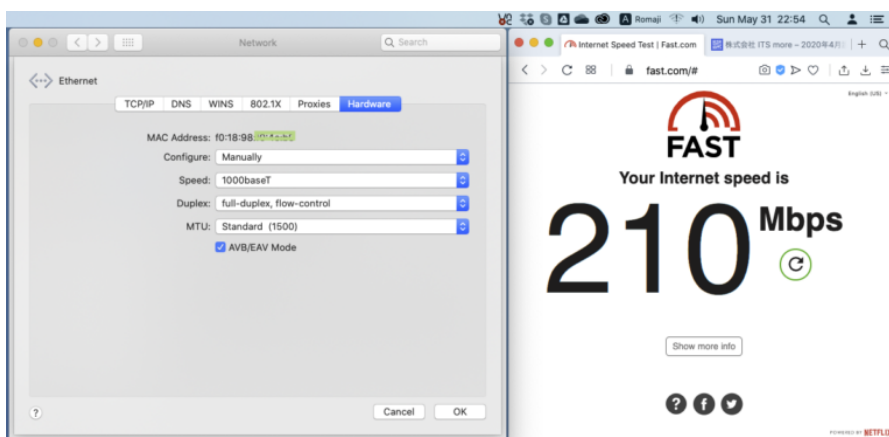 Romaji
Sun May 31 22:54
Network
Search
Ethernet
TCP/IP DNS WINS 802.1X Proxies Hardware
MAC Address: f0:18:98
Configure: Manually
Speed: 1000baseT
Duplex: full-duplex, flow-control
MTU: Standard (1500)
AVB/EAV Mode
?
Cancel OK
Internet Speed Test | Fast.com
株式会社 ITS more – 2020年4月
fast.com/#
English (US)
FAST
Your Internet speed is
210 Mbps
Show more info
POWERED BY NETFLIX